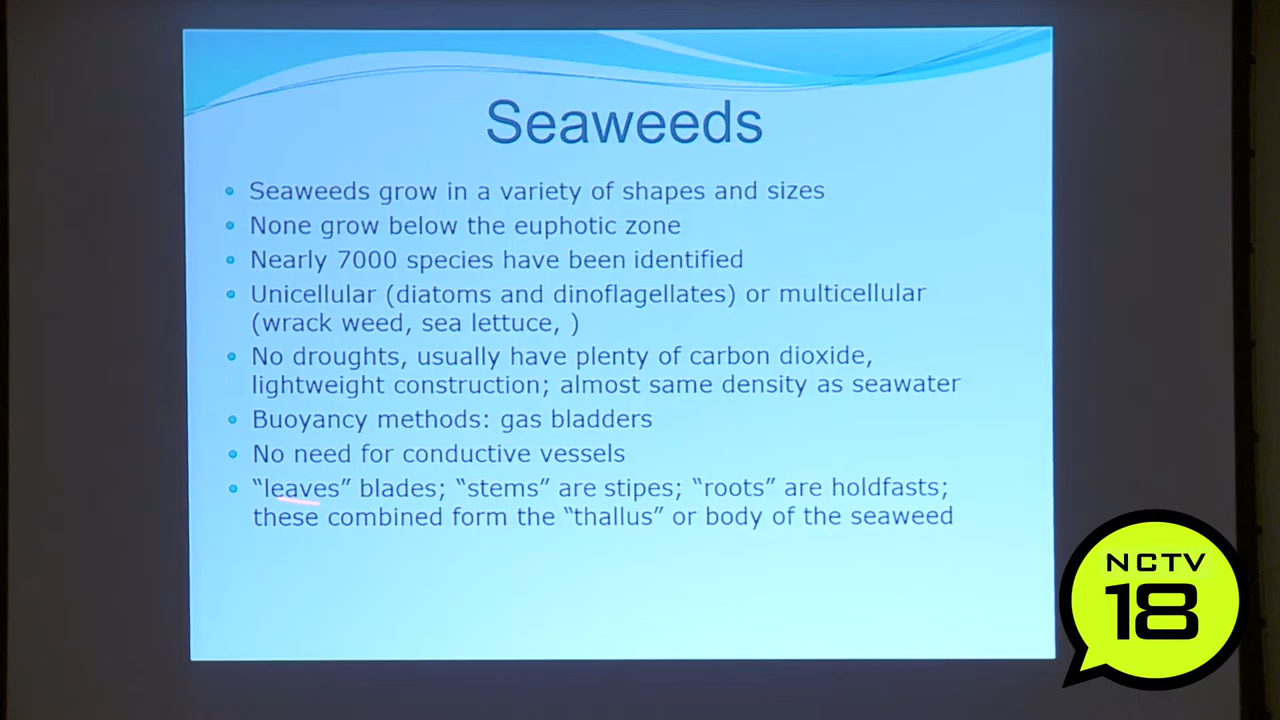 Seaweeds
• Seaweeds grow in a variety of shapes and sizes
• None grow below the euphotic zone
• Nearly 7000 species have been identified
• Unicellular (diatoms and dinoflagellates) or multicellular
(wrack weed, sea lettuce, )
• No droughts, usually have plenty of carbon dioxide,
lightweight construction; almost same density as seawater
• Buoyancy methods: gas bladders
• No need for conductive vessels
• “leaves” blades; “stems” are stipes; “roots” are holdfasts;
these combined form the “thallus” or body of the seaweed
NCTV
18